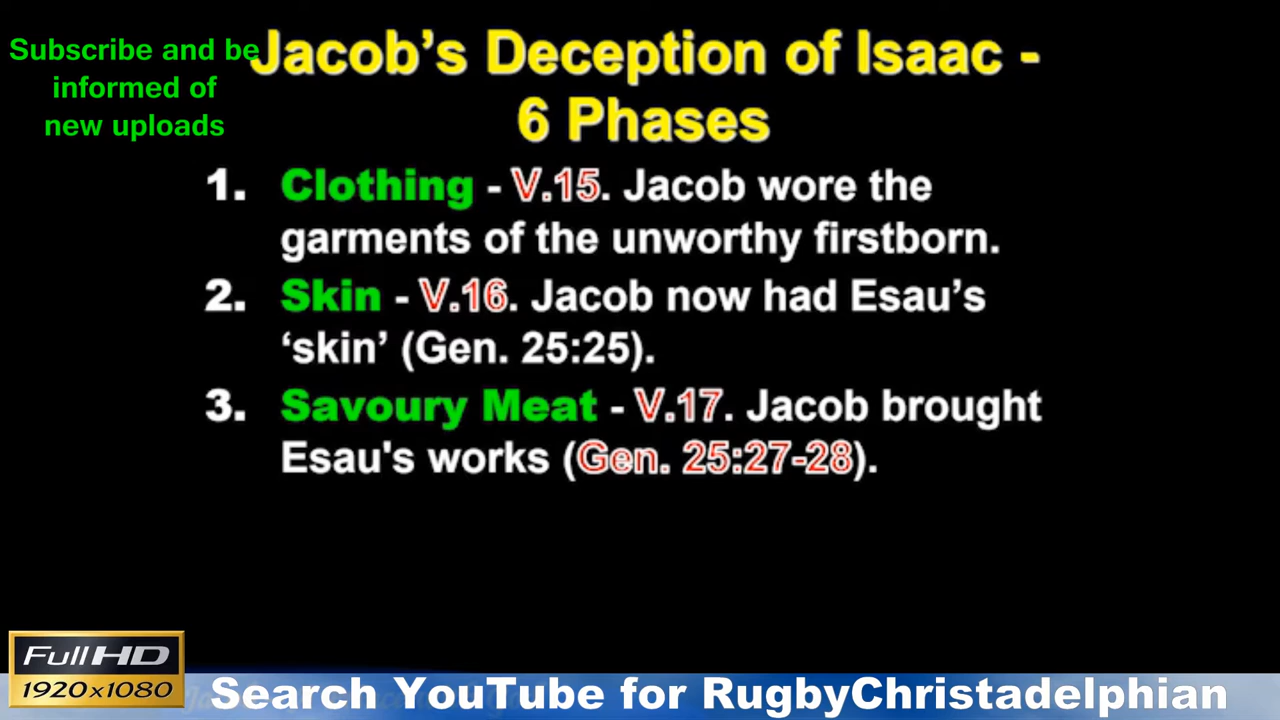 Subscribe and be
informed of
new uploads
Jacob’s Deception of Isaac -
6 Phases
1. Clothing - V.15. Jacob wore the
garments of the unworthy firstborn.
2. Skin - V.16. Jacob now had Esau’s
‘skin’ (Gen. 25:25).
3. Savoury Meat - V.17. Jacob brought
Esau's works (Gen. 25:27-28).
Full HD
1920x1080
Search YouTube for RugbyChristadelphian